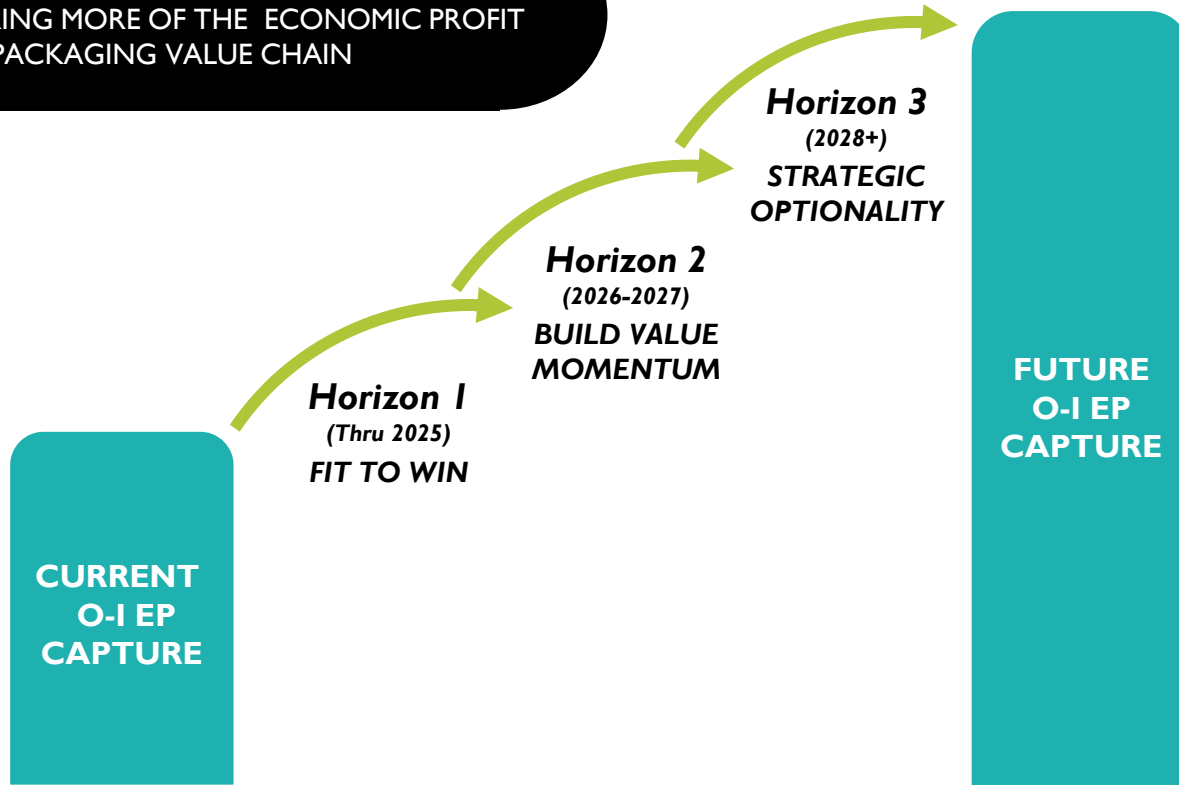 MORE OF THE ECONOMIC PROFIT
PACKAGING VALUE CHAIN
Horizon 3
(2028+)
STRATEGIC
OPTIONALITY
Horizon 2
(2026-2027)
BUILD VALUE
MOMENTUM
Horizon 1
(Thru 2025)
FIT TO WIN
CURRENT
O-I EP
CAPTURE
FUTURE
O-I EP
CAPTURE